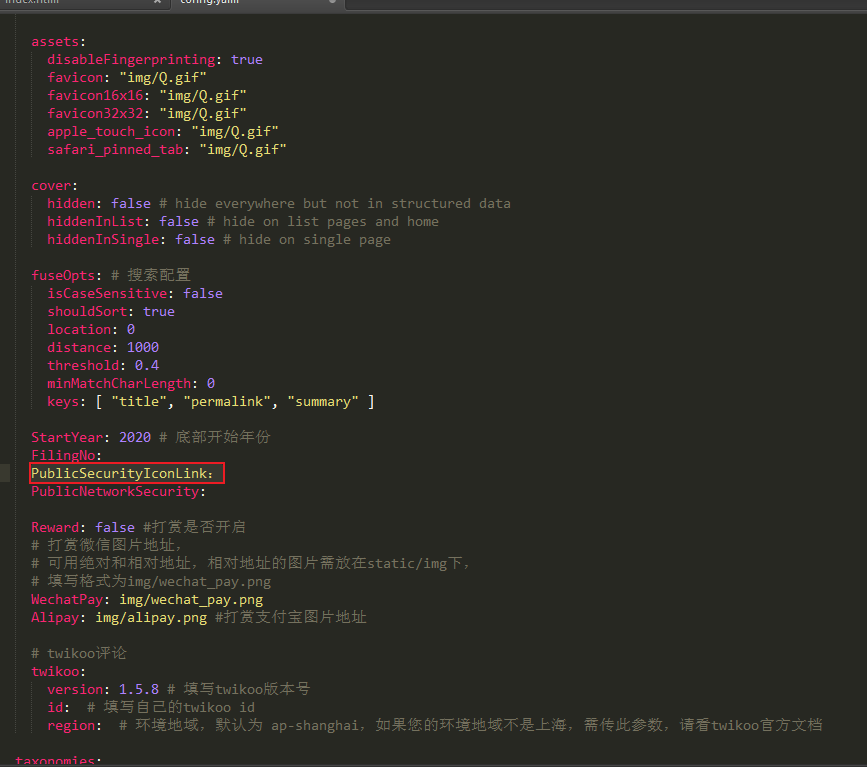 assets:
disableFingerprinting: true
favicon: "img/Q.gif"
favicon16x16: "img/Q.gif"
favicon32x32: "img/Q.gif"
apple_touch_icon: "img/Q.gif"
safari_pinned_tab: "img/Q.gif"
cover:
hidden: false # hide everywhere but not in structured data
hiddenInList: false # hide on list pages and home
hiddenInSingle: false # hide on single page
fuseOpts: # 搜索配置
isCaseSensitive: false
shouldSort: true
location: 0
distance: 1000
threshold: 0.4
minMatchCharLength: 0
keys: [ "title", "permalink", "summary" ]
StartYear: 2020 # 底部开始年份
FilingNo:
PublicSecurityIconLink：
PublicNetworkSecurity:
Reward: false #打赏是否开启
# 打赏微信图片地址，
# 可用绝对和相对地址，相对地址的图片需放在static/img下，
# 填写格式为img/wechat_pay.png
WechatPay: img/wechat_pay.png
Alipay: img/alipay.png #打赏支付宝图片地址
# twikoo评论
twikoo:
version: 1.5.8 # 填写twikoo版本号
id: # 填写自己的twikoo id
region: # 环境地域，默认为 ap-shanghai，如果您的环境地域不是上海，需传此参数，请看twikoo官方文档
taxonomies: